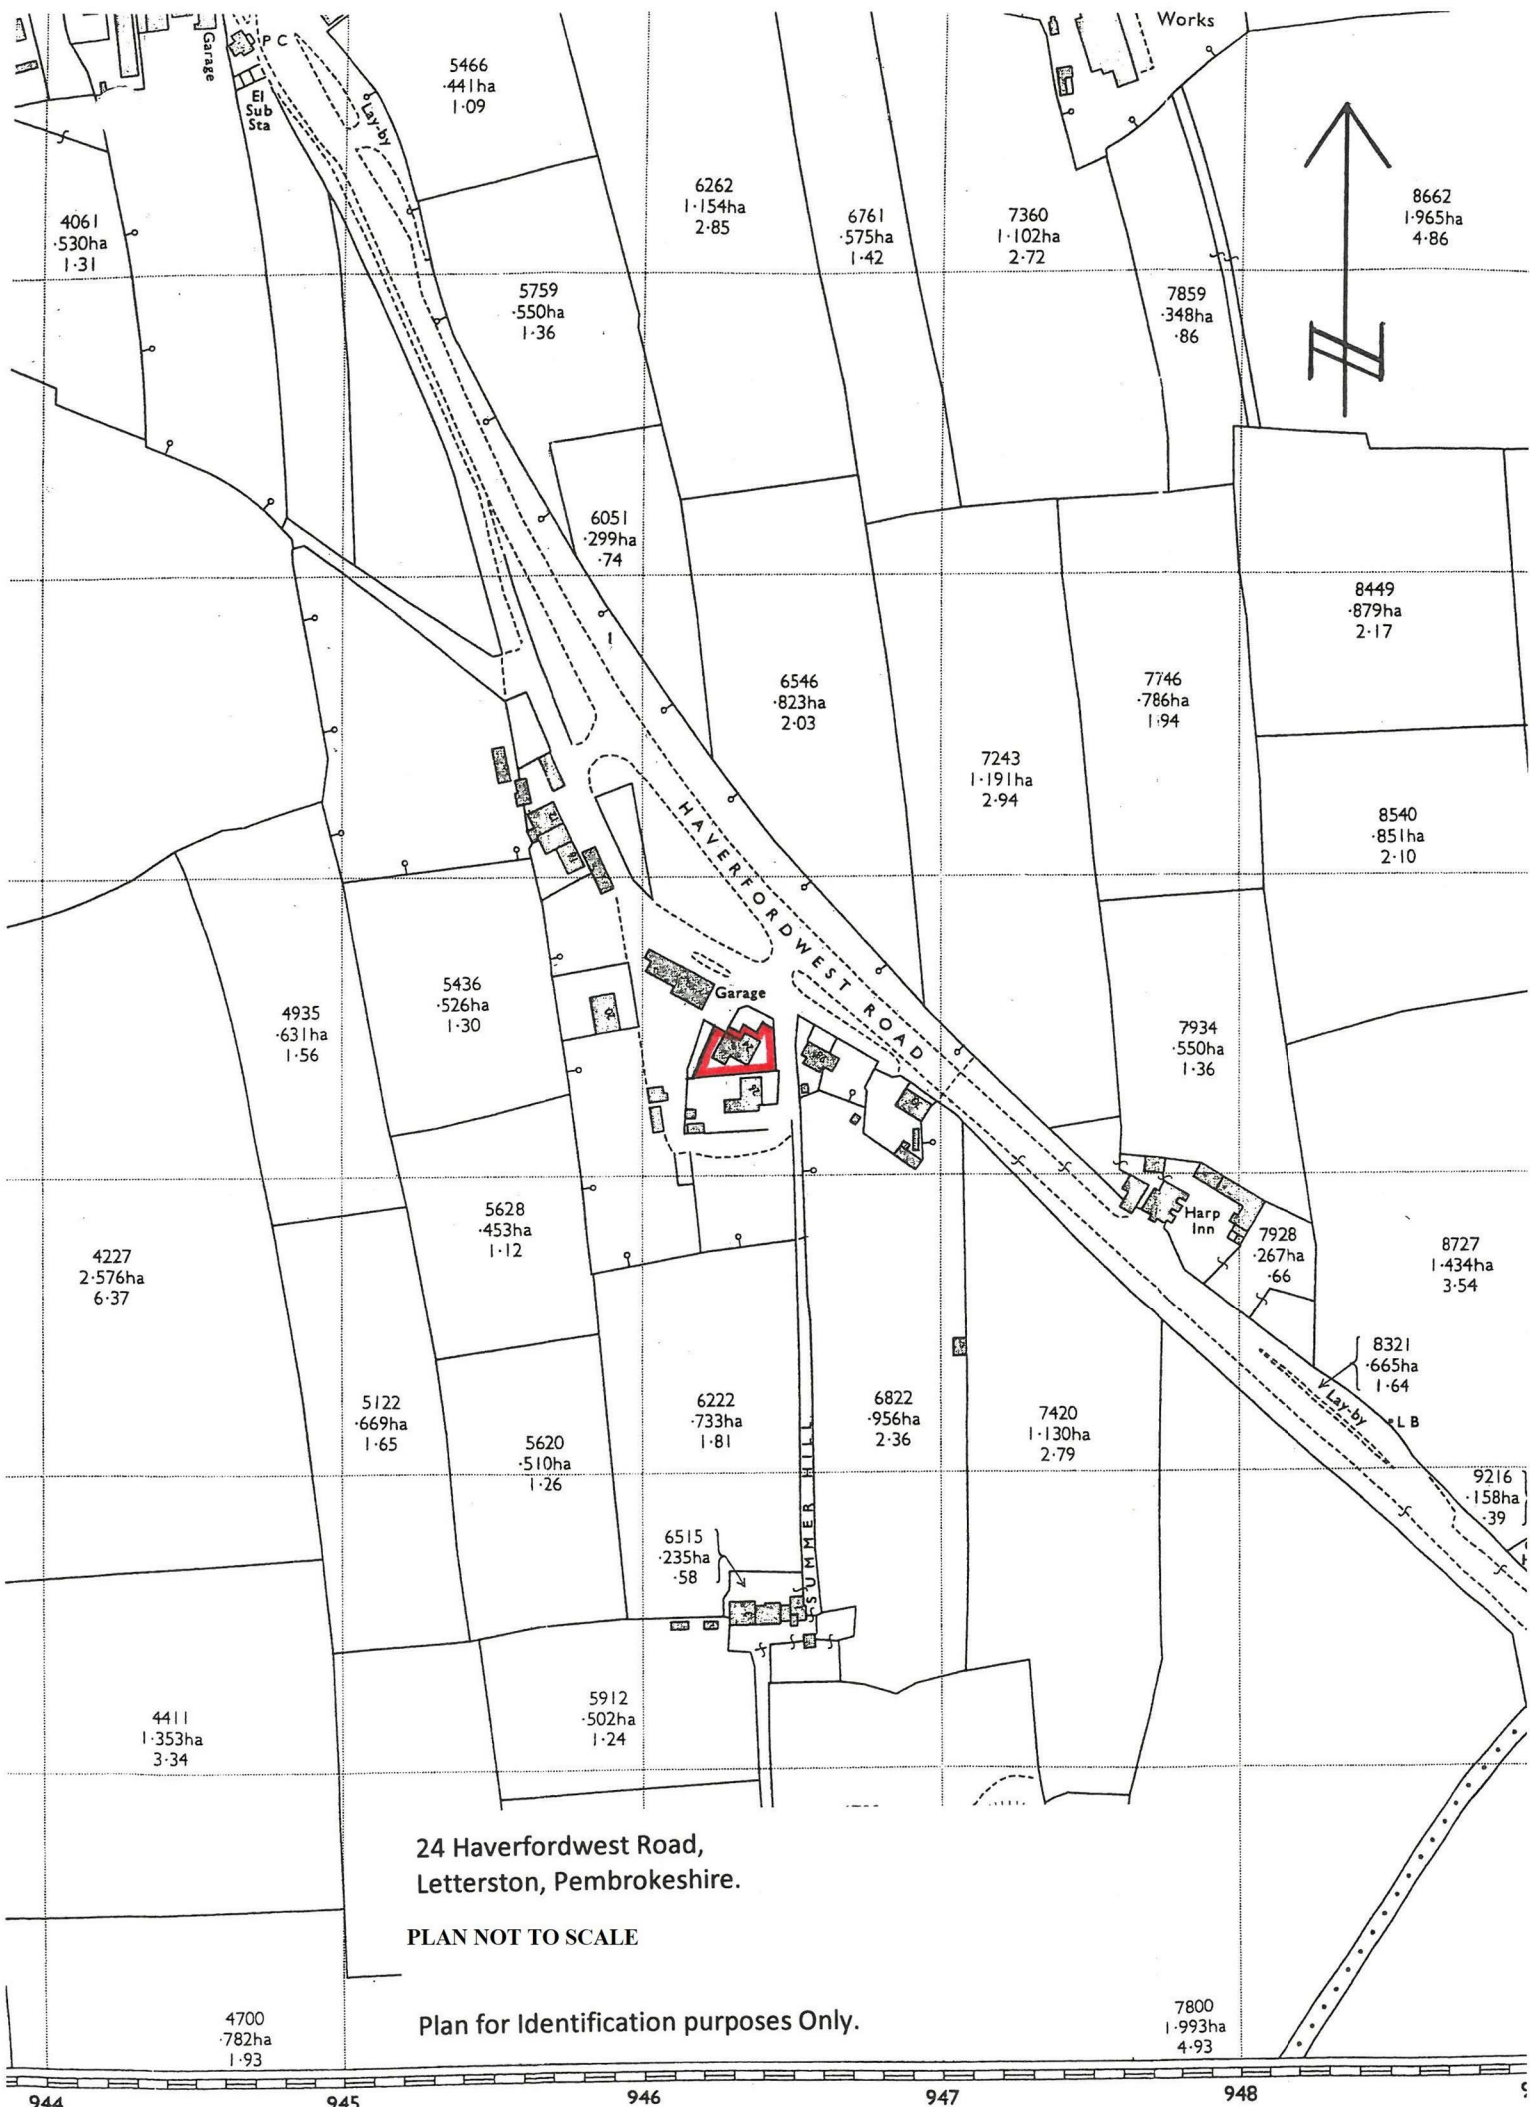 Works
Garage
P C
El
Sub
Sta
Lay-by
5466
·441ha
1·09
4061
·530ha
1·31
6262
1·154ha
2·85
6761
·575ha
1·42
7360
1·102ha
2·72
8662
1·965ha
4·86
5759
·550ha
1·36
7859
·348ha
·86
N
6051
·299ha
·74
8449
·879ha
2·17
6546
·823ha
2·03
7746
·786ha
1·94
7243
1·191ha
2·94
8540
·851ha
2·10
HAVERFORDWEST ROAD
5436
·526ha
1·30
4935
·631ha
1·56
Garage
7934
·550ha
1·36
5628
·453ha
1·12
Harp
Inn
7928
·267ha
·66
4227
2·576ha
6·37
8727
1·434ha
3·54
8321
·665ha
1·64
Lay-by
L B
5122
·669ha
1·65
6222
·733ha
1·81
6822
·956ha
2·36
7420
1·130ha
2·79
5620
·510ha
1·26
SUMMER HILL
9216
·158ha
·39
6515
·235ha
·58
5912
·502ha
1·24
4411
1·353ha
3·34
24 Haverfordwest Road,
Letterston, Pembrokeshire.
PLAN NOT TO SCALE
Plan for Identification purposes Only.
4700
·782ha
1·93
7800
1·993ha
4·93
944
945
946
947
948